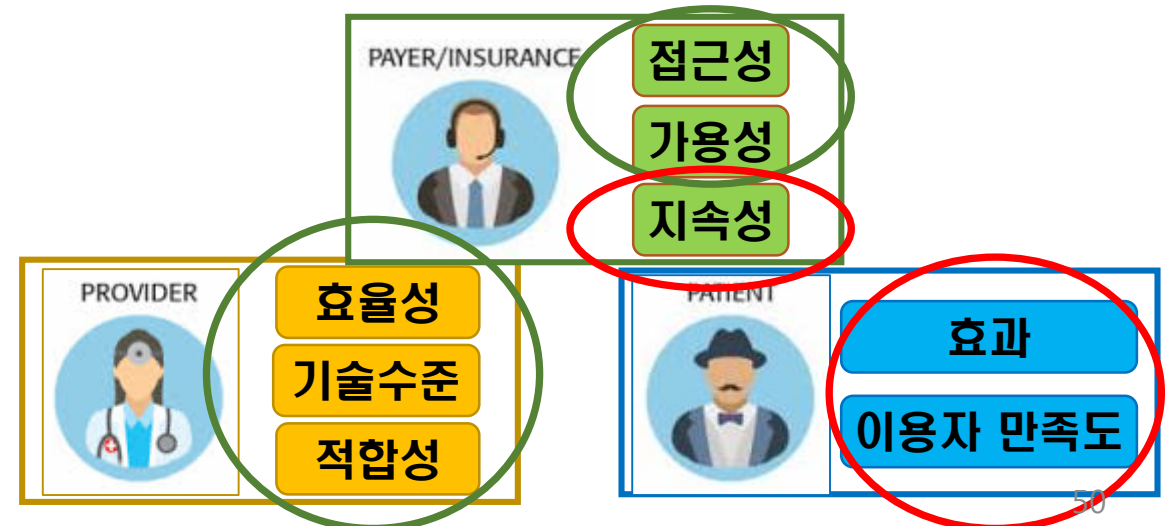 PAYER/INSURANCE
접근성
가용성
지속성
PROVIDER
효율성
기술수준
적합성
PATIENT
효과
이용자 만족도
50